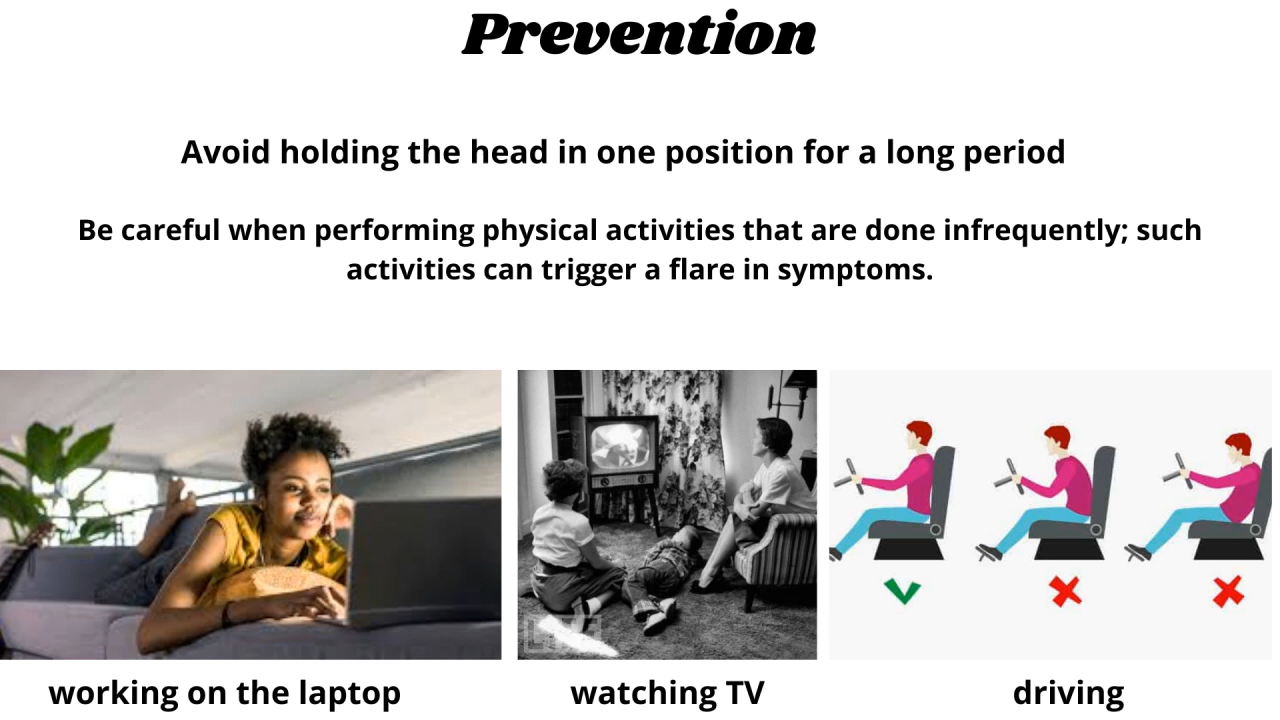 Prevention
Avoid holding the head in one position for a long period
Be careful when performing physical activities that are done infrequently; such
activities can trigger a flare in symptoms.
LIFE
working on the laptop
watching TV
driving